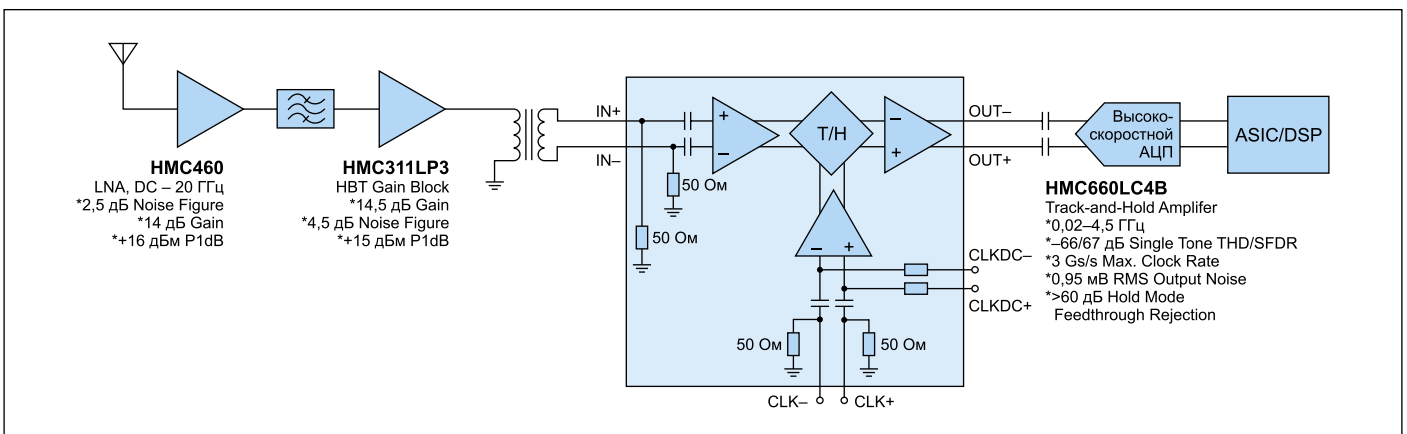 HMC460
LNA, DC – 20 ГГц
*2,5 дБ Noise Figure
*14 дБ Gain
*+16 дБм P1dB
HMC311LP3
HBT Gain Block
*14,5 дБ Gain
*4,5 дБ Noise Figure
*+15 дБм P1dB
IN+
IN–
50 Ом
50 Ом
+
–
T/H
–
+
–
+
50 Ом
50 Ом
CLK–
CLK+
OUT–
OUT+
CLKDC–
CLKDC+
Высоко-
скоростной
АЦП
ASIC/DSP
HMC660LC4B
Track-and-Hold Amplifer
*0,02–4,5 ГГц
*–66/67 дБ Single Tone THD/SFDR
*3 Gs/s Max. Clock Rate
*0,95 мВ RMS Output Noise
*>60 дБ Hold Mode
Feedthrough Rejection